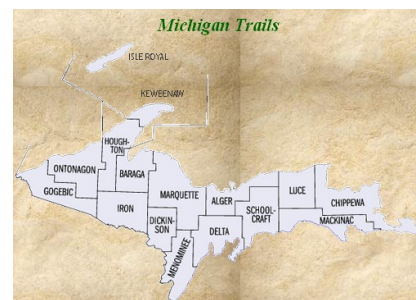 Michigan Trails
ISLE ROYAL
KEWEENAW
HOUGH-
TON
ONTONAGON
BARAGA
GOGEBIC
IRON
MARQUETTE
DICKIN-
SON
MENOMINEE
ALGER
DELTA
SCHOOL-
CRAFT
LUCE
CHIPPEWA
MACKINAC